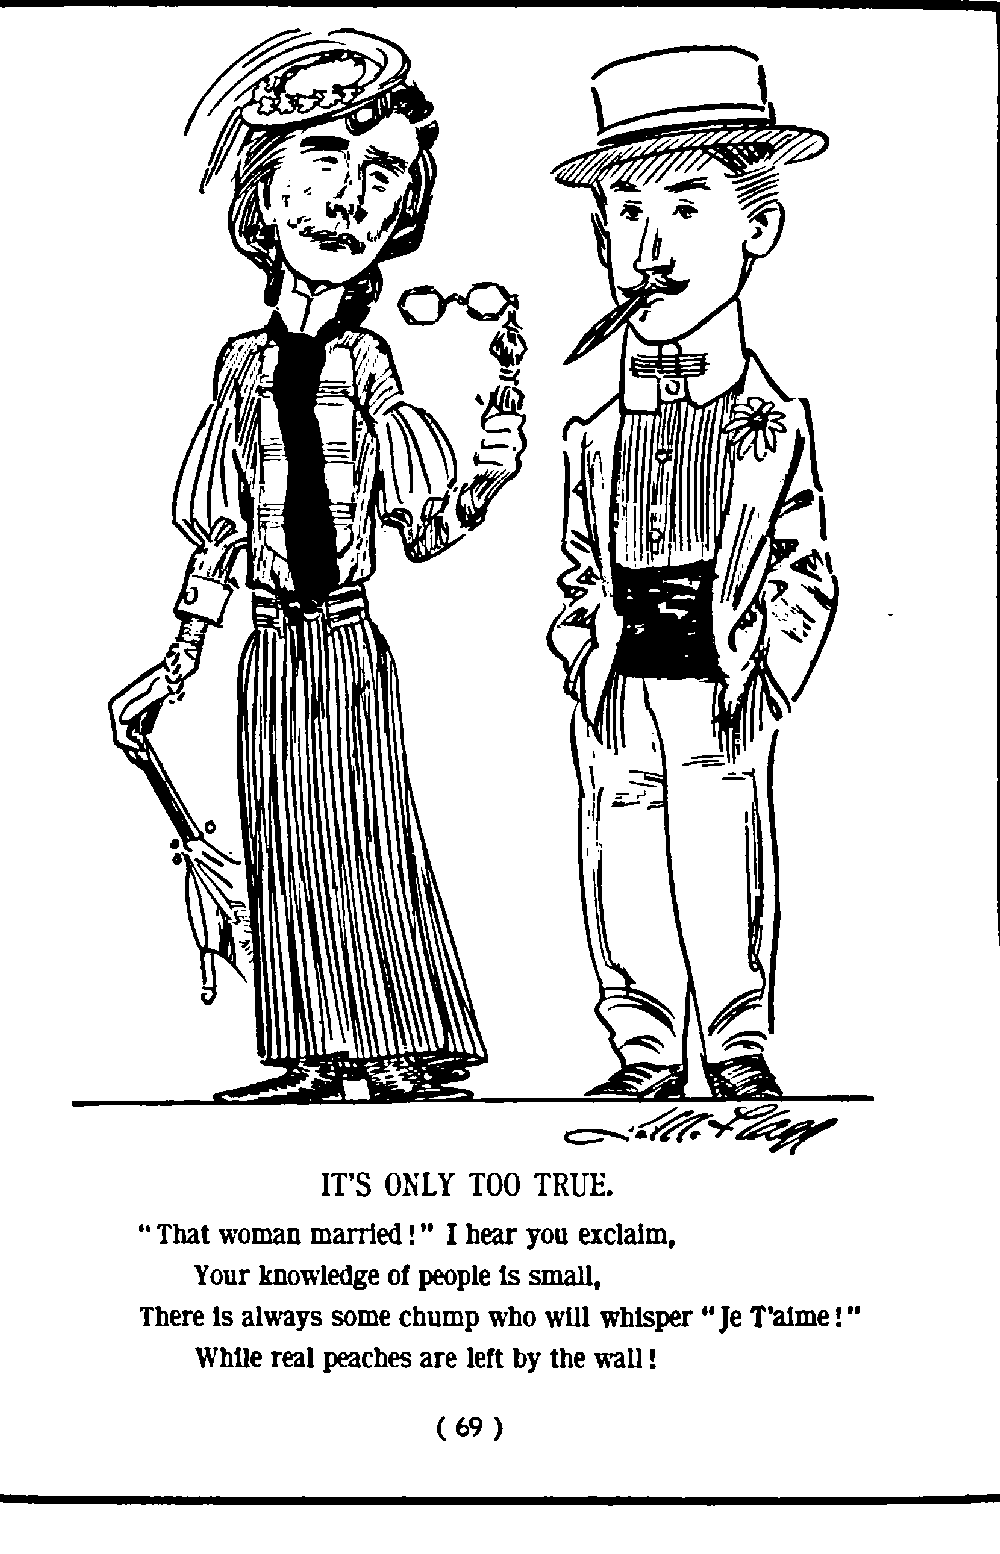 J. M. Flagg
IT'S ONLY TOO TRUE.
"That woman married!" I hear you exclaim,
Your knowledge of people is small,
There is always some chump who will whisper "Je T'aime!"
While real peaches are left by the wall!
( 69 )